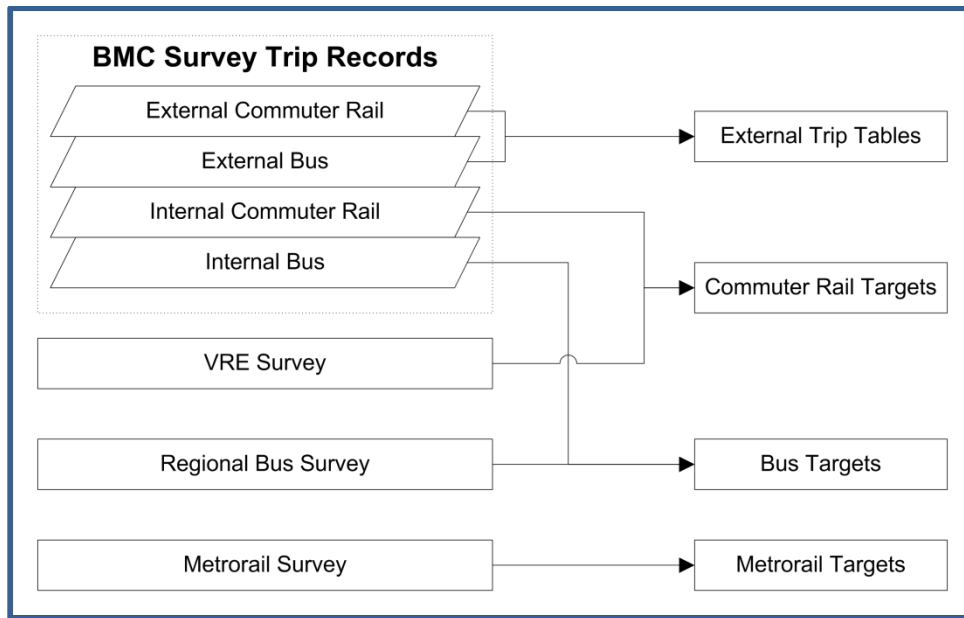 BMC Survey Trip Records
External Commuter Rail
External Bus
Internal Commuter Rail
Internal Bus
VRE Survey
Regional Bus Survey
Metrorail Survey
External Trip Tables
Commuter Rail Targets
Bus Targets
Metrorail Targets